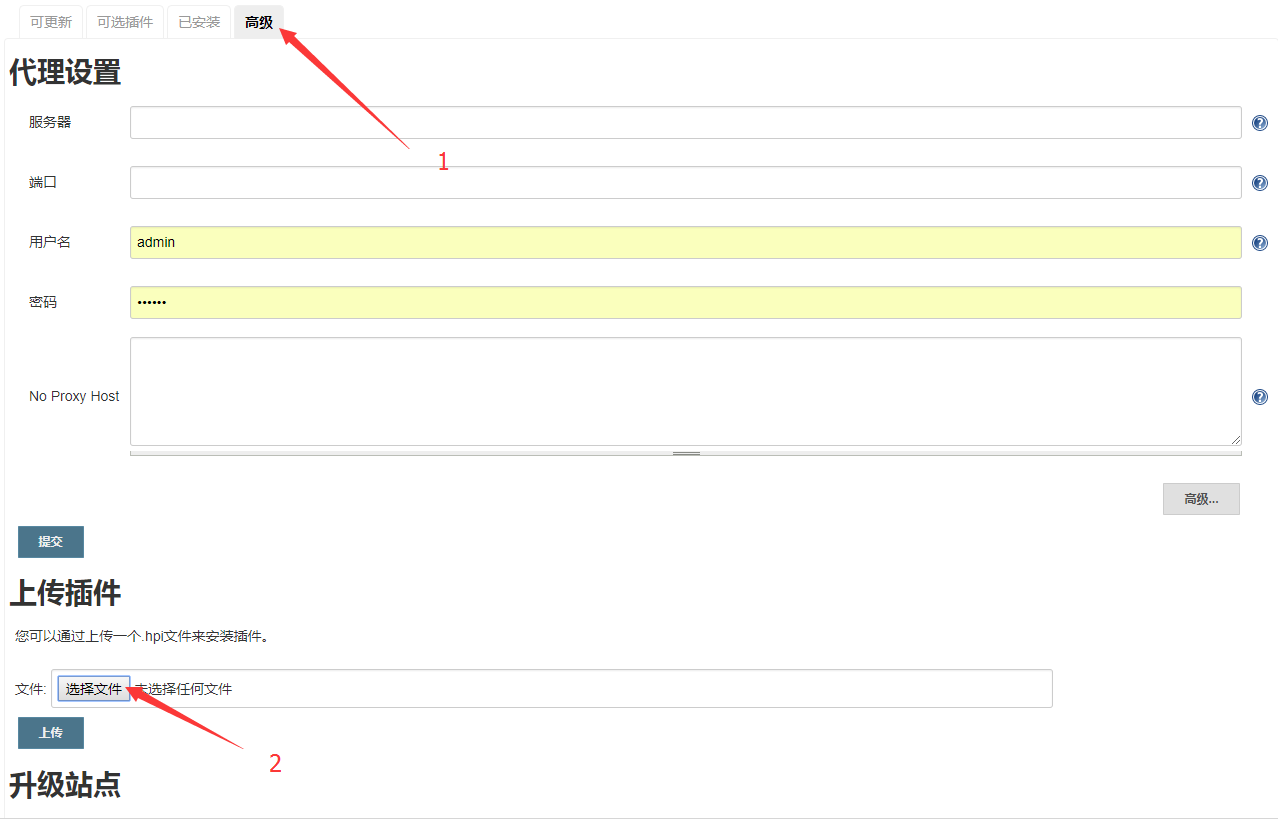 可更新 可选插件 已安装 高级
代理设置
服务器
1
端口
用户名 admin
密码 ••••••
No Proxy Host
高级...
提交
上传插件
您可以通过上传一个.hpi文件来安装插件。
文件: 选择文件 未选择任何文件
上传
2
升级站点